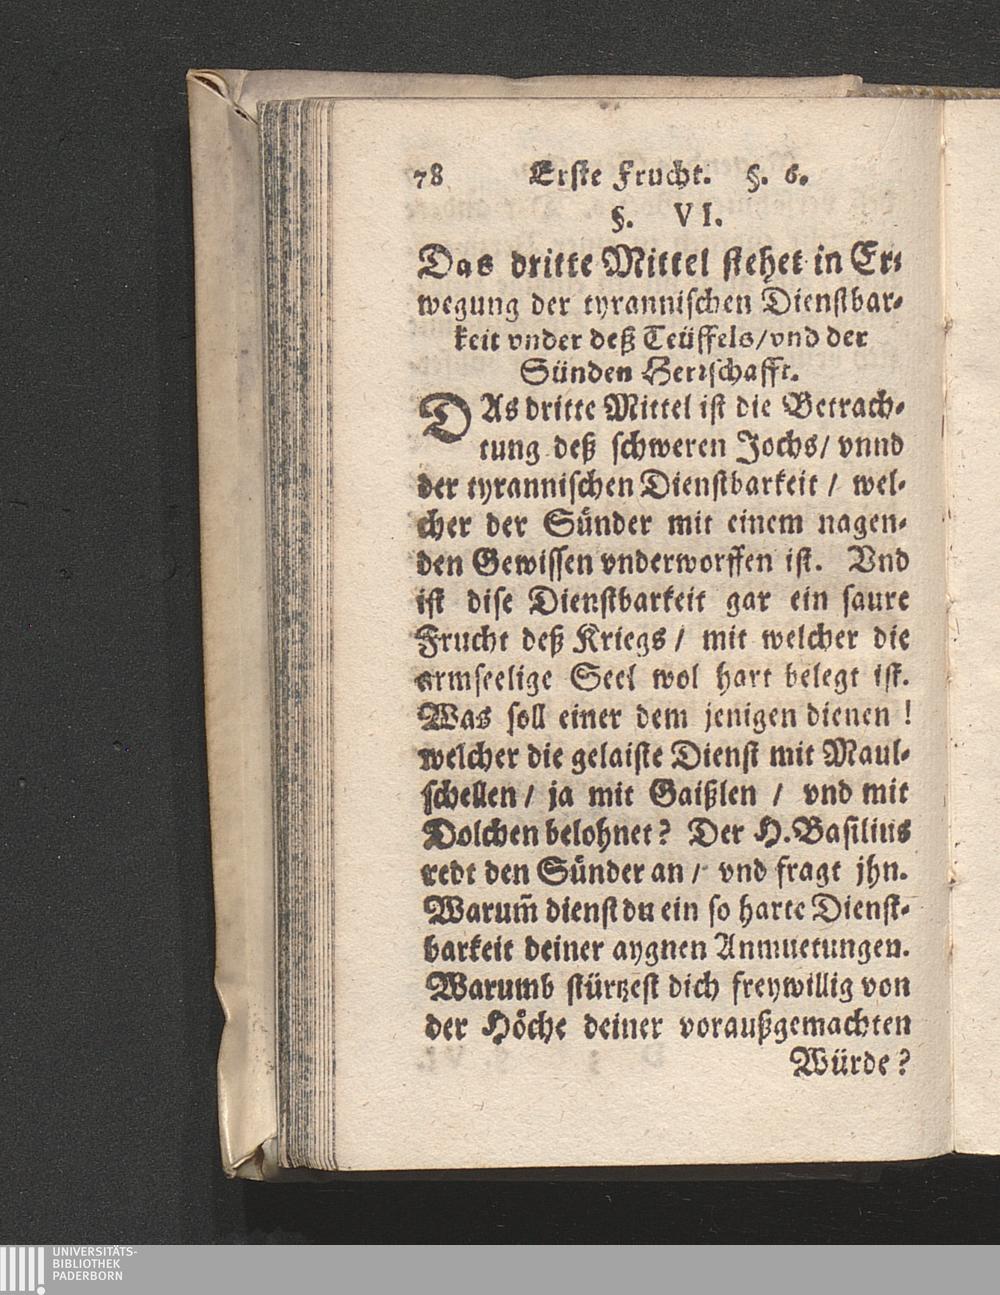 78 Erste Frucht. §. 6.
§. VI.
Das dritte Mittel stehet in Er-
wegung der tyrannischen Dienstbar-
keit vnder deß Teüffels/vnd der
Sünden Herrschafft.
DAs dritte Mittel ist die Betrach-
tung deß schweren Jochs/ vnnd
der tyrannischen Dienstbarkeit / wel-
cher der Sünder mit einem nagen-
den Gewissen vnderworffen ist. Vnd
ist dise Dienstbarkeit gar ein saure
Frucht deß Kriegs / mit welcher die
armseelige Seel wol hart belegt ist.
Was soll einer dem jenigen dienen !
welcher die gelaiste Dienst mit Maul-
schellen / ja mit Gaißlen / vnd mit
Dolchen belohnet? Der H. Basilius
redt den Sünder an / vnd fragt jhn.
Warum̃ dienst du ein so harte Dienst-
barkeit deiner aygnen Anmuetungen.
Warumb stürtzest dich freywillig von
der Höche deiner voraußgemachten
Würde?
UNIVERSITÄTS-
BIBLIOTHEK
PADERBORN